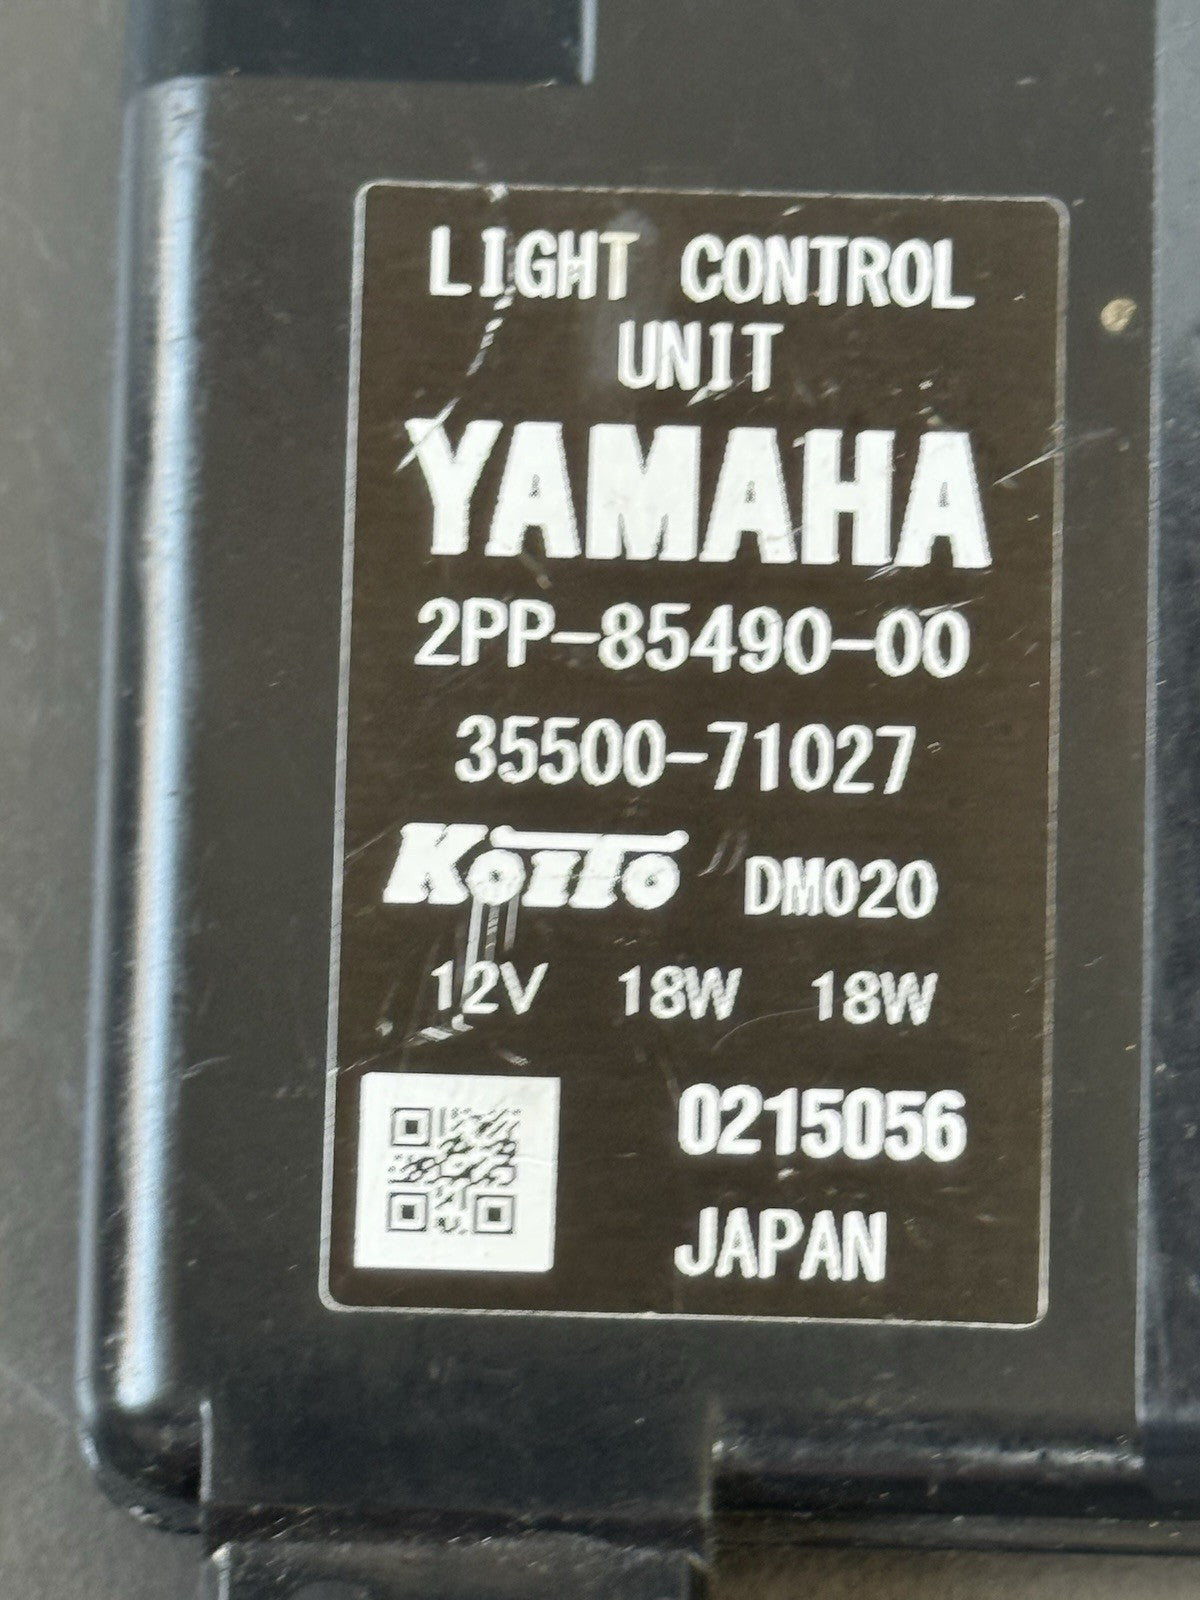 LIGHT CONTROL
UNIT
YAMAHA
2PP-85490-00
35500-71027
KOITO DM020
12V 18W 18W
0215056
JAPAN